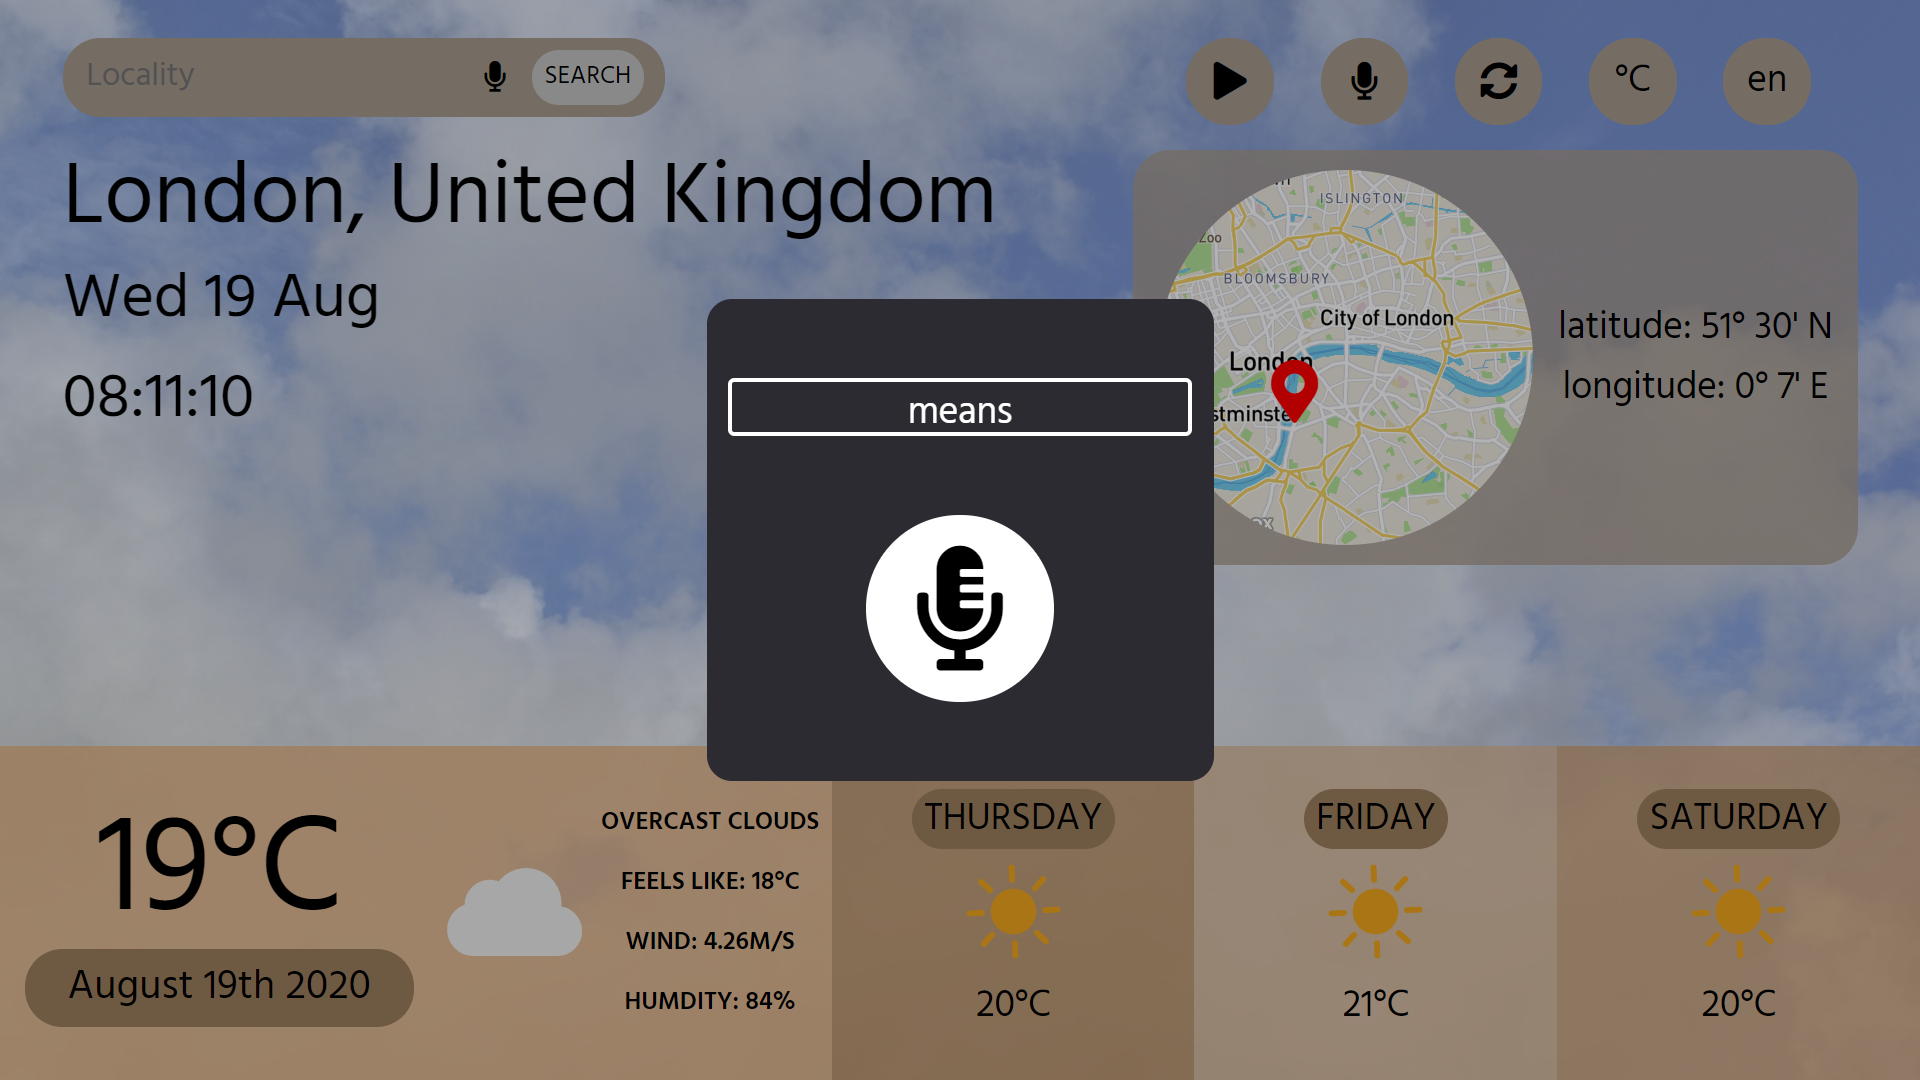 Locality
SEARCH
°C
en
London, United Kingdom
Wed 19 Aug
08:11:10
ISLINGTON
Zoo
BLOOMSBURY
City of London
London
stminste
latitude: 51° 30' N
longitude: 0° 7' E
means
19°C
August 19th 2020
OVERCAST CLOUDS
FEELS LIKE: 18°C
WIND: 4.26M/S
HUMDITY: 84%
THURSDAY
20°C
FRIDAY
21°C
SATURDAY
20°C